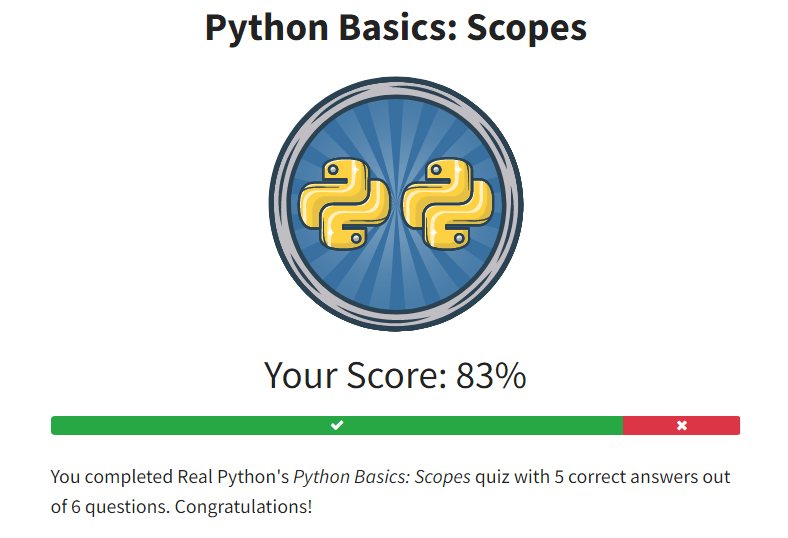 Python Basics: Scopes
Your Score: 83%
You completed Real Python's Python Basics: Scopes quiz with 5 correct answers out
of 6 questions. Congratulations!